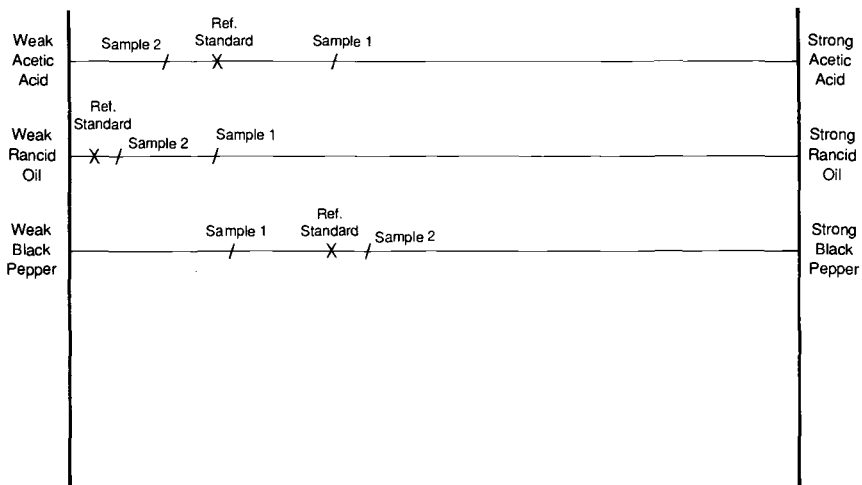 Weak
Acetic
Acid
Sample 2
Ref.
Standard
Sample 1
Strong
Acetic
Acid
Weak
Rancid
Oil
Ref.
Standard
Sample 2
Sample 1
Strong
Rancid
Oil
Weak
Black
Pepper
Sample 1
Ref.
Standard
Sample 2
Strong
Black
Pepper